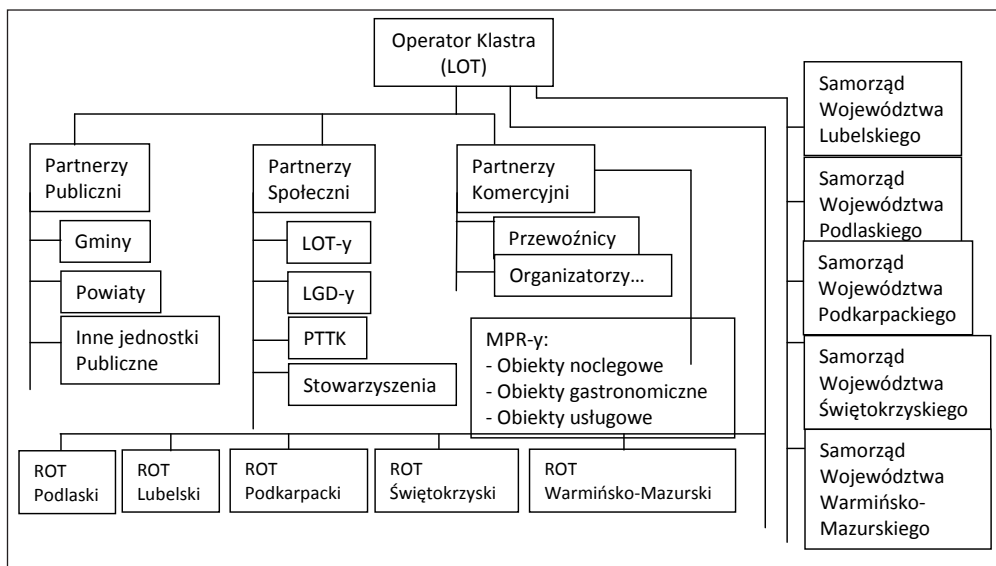 Operator Klastra
(LOT)
Partnerzy
Publiczni
Gminy
Powiaty
Inne jednostki
Publiczne
Partnerzy
Społeczni
LOT-y
LGD-y
PTTK
Stowarzyszenia
Partnerzy
Komercyjni
Przewoźnicy
Organizatorzy...
MPR-y:
- Obiekty noclegowe
- Obiekty gastronomiczne
- Obiekty usługowe
ROT
Podlaski
ROT
Lubelski
ROT
Podkarpacki
ROT
Świętokrzyski
ROT
Warmińsko-Mazurski
Samorząd
Województwa
Lubelskiego
Samorząd
Województwa
Podlaskiego
Samorząd
Województwa
Podkarpackiego
Samorząd
Województwa
Świętokrzyskiego
Samorząd
Województwa
Warmińsko-
Mazurskiego